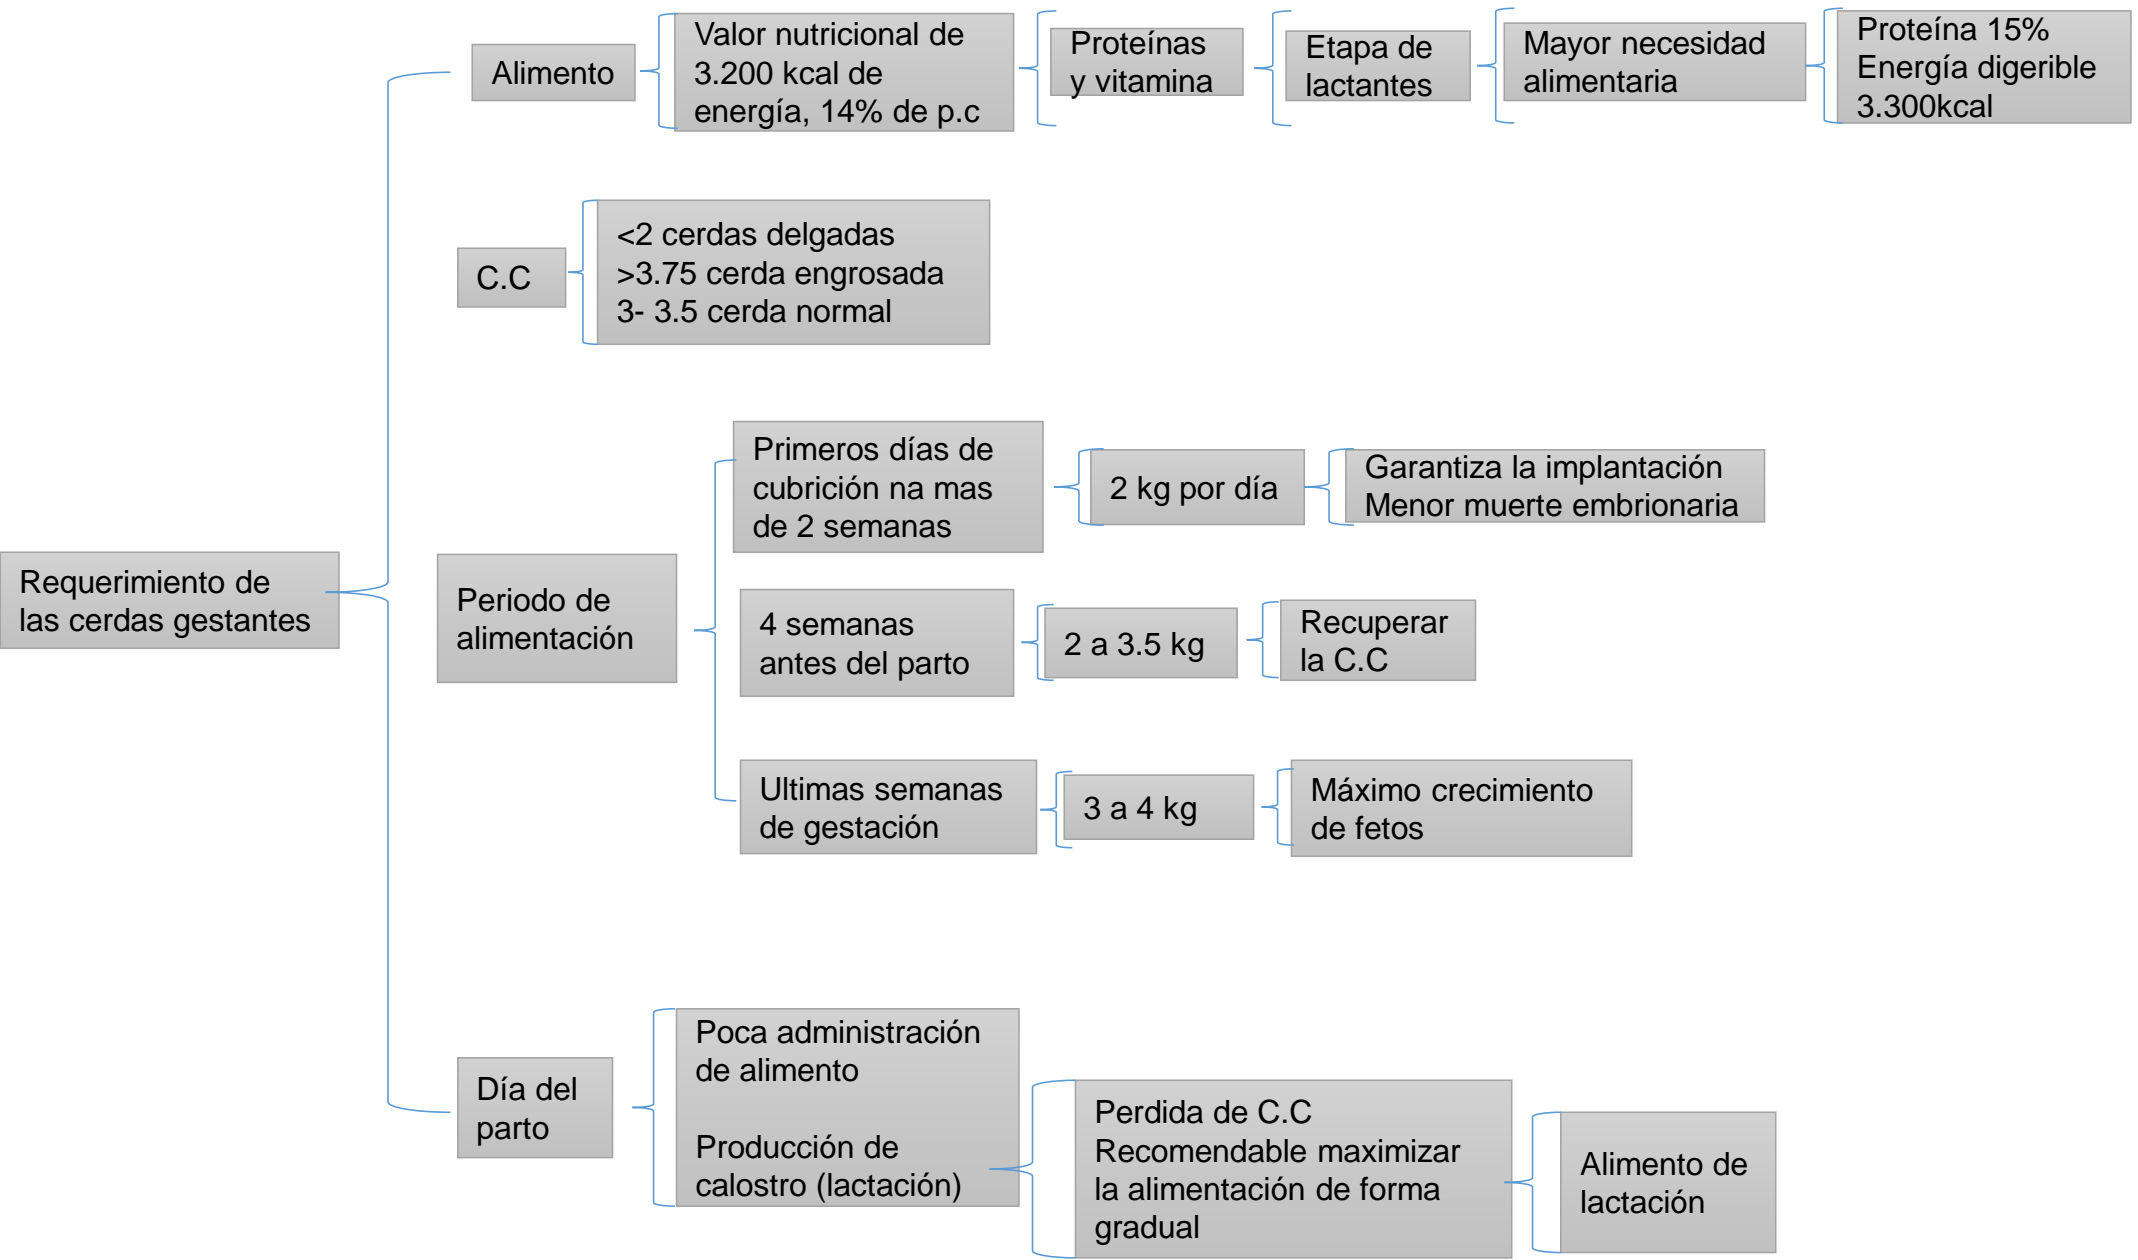 Requerimiento de
las cerdas gestantes
Alimento
Valor nutricional de
3.200 kcal de
energía, 14% de p.c
Proteínas
y vitamina
Etapa de
lactantes
Mayor necesidad
alimentaria
Proteína 15%
Energía digerible
3.300kcal
C.C
<2 cerdas delgadas
>3.75 cerda engrosada
3- 3.5 cerda normal
Periodo de
alimentación
Primeros días de
cubrición na mas
de 2 semanas
2 kg por día
Garantiza la implantación
Menor muerte embrionaria
4 semanas
antes del parto
2 a 3.5 kg
Recuperar
la C.C
Ultimas semanas
de gestación
3 a 4 kg
Máximo crecimiento
de fetos
Día del
parto
Poca administración
de alimento
Producción de
calostro (lactación)
Perdida de C.C
Recomendable maximizar
la alimentación de forma
gradual
Alimento de
lactación